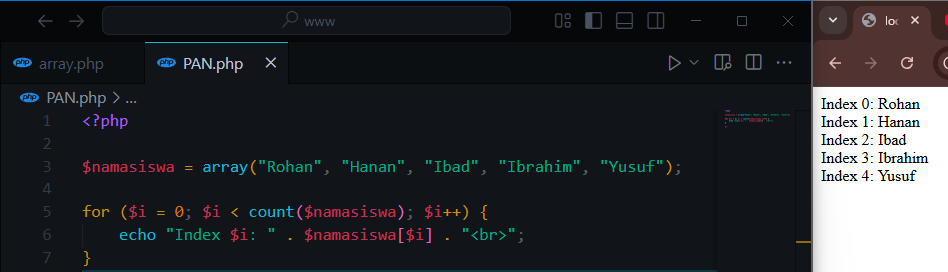 www
loc
array.php
PAN.php
PAN.php > ...
1 <?php
2
3 $namasiswa = array("Rohan", "Hanan", "Ibad", "Ibrahim", "Yusuf");
4
5 for ($i = 0; $i < count($namasiswa); $i++) {
6 echo "Index $i: " . $namasiswa[$i] . "<br>";
7 }
Index 0: Rohan
Index 1: Hanan
Index 2: Ibad
Index 3: Ibrahim
Index 4: Yusuf